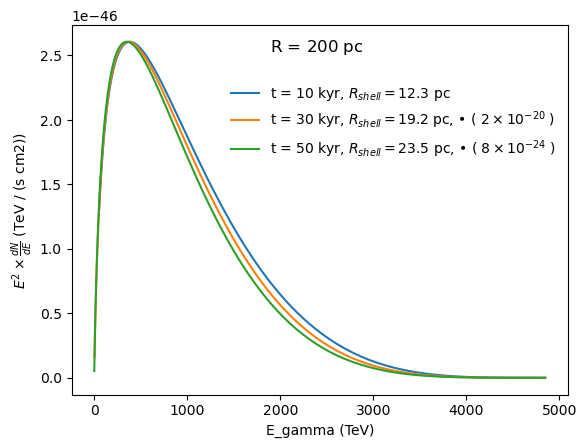 1e−46
R = 200 pc
t = 10 kyr, R_shell = 12.3 pc
t = 30 kyr, R_shell = 19.2 pc, • ( 2 × 10⁻²⁰ )
t = 50 kyr, R_shell = 23.5 pc, • ( 8 × 10⁻²⁴ )
E² × dN/dE (TeV / (s cm2))
2.5
2.0
1.5
1.0
0.5
0.0
0 1000 2000 3000 4000 5000
E_gamma (TeV)